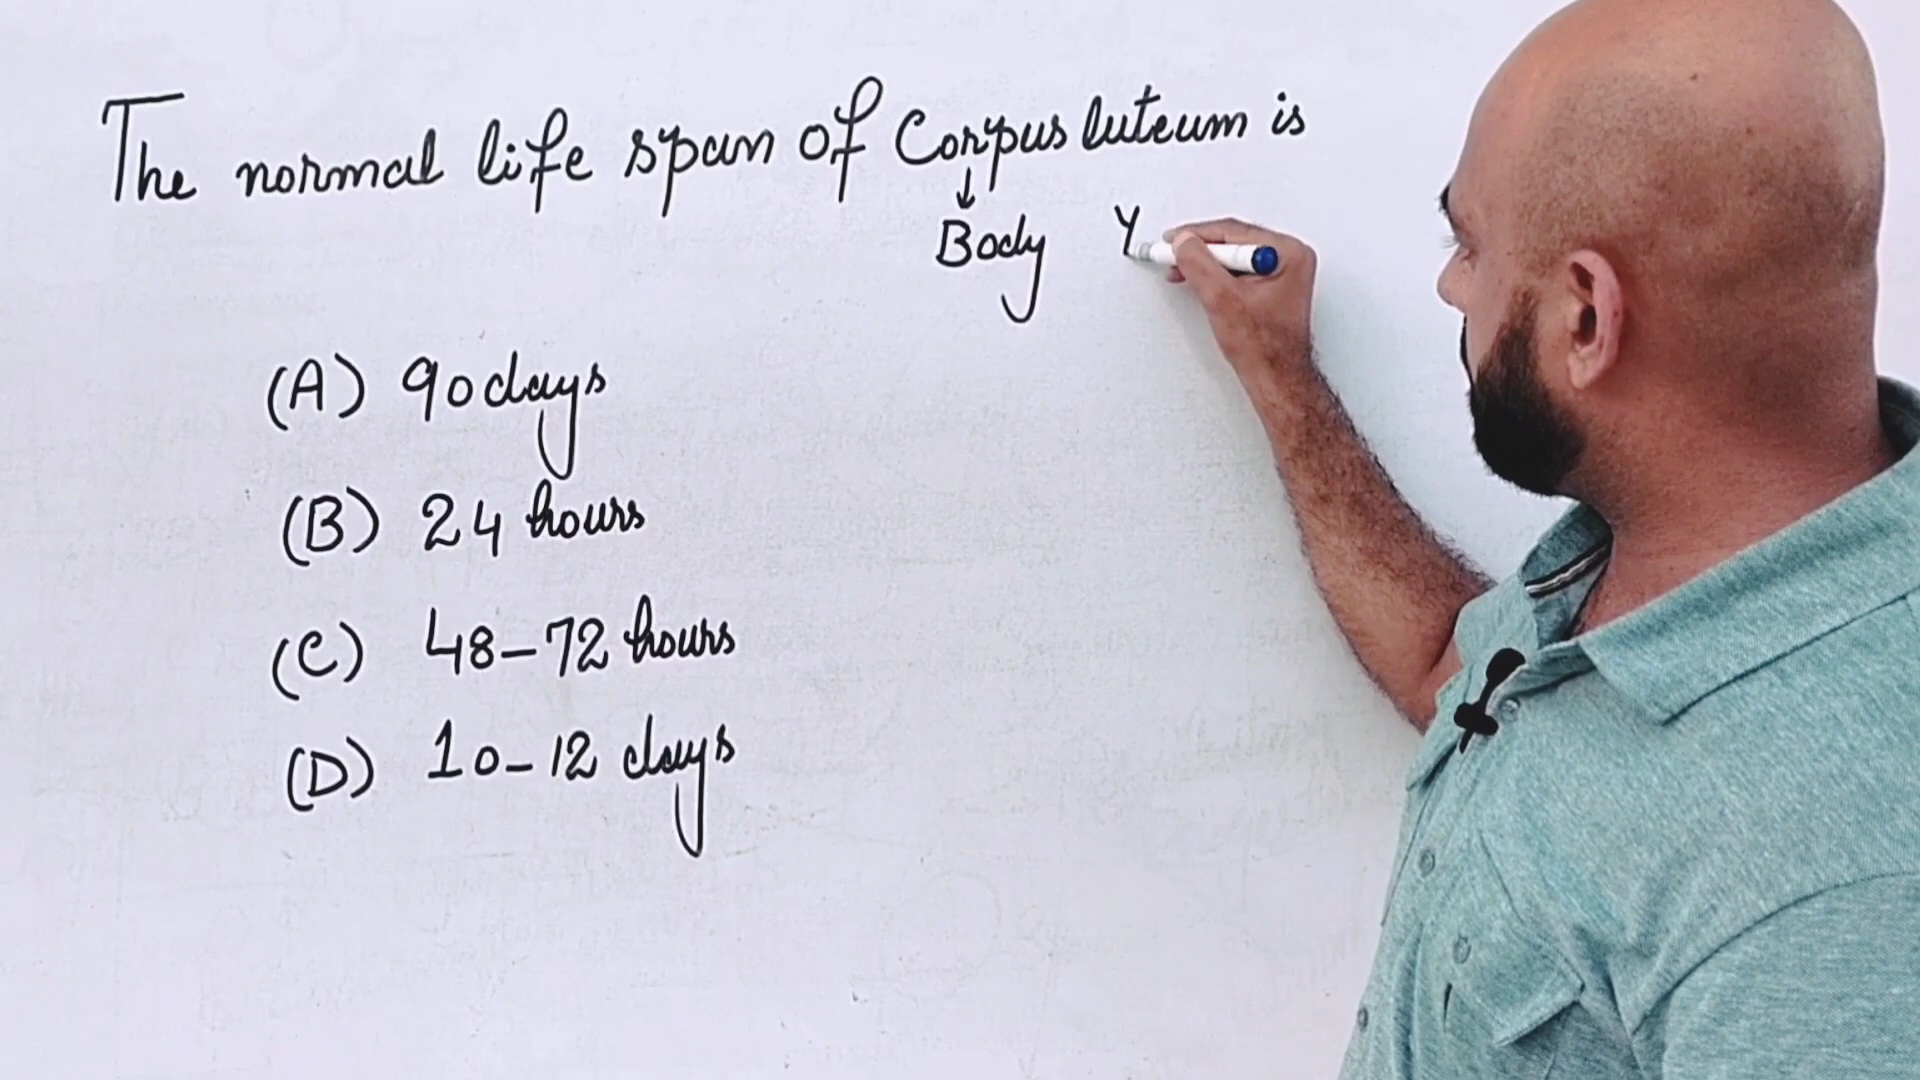 The normal life span of Corpus luteum is
↓
Body Y
(A) 90 days
(B) 24 hours
(C) 48-72 hours
(D) 10-12 days